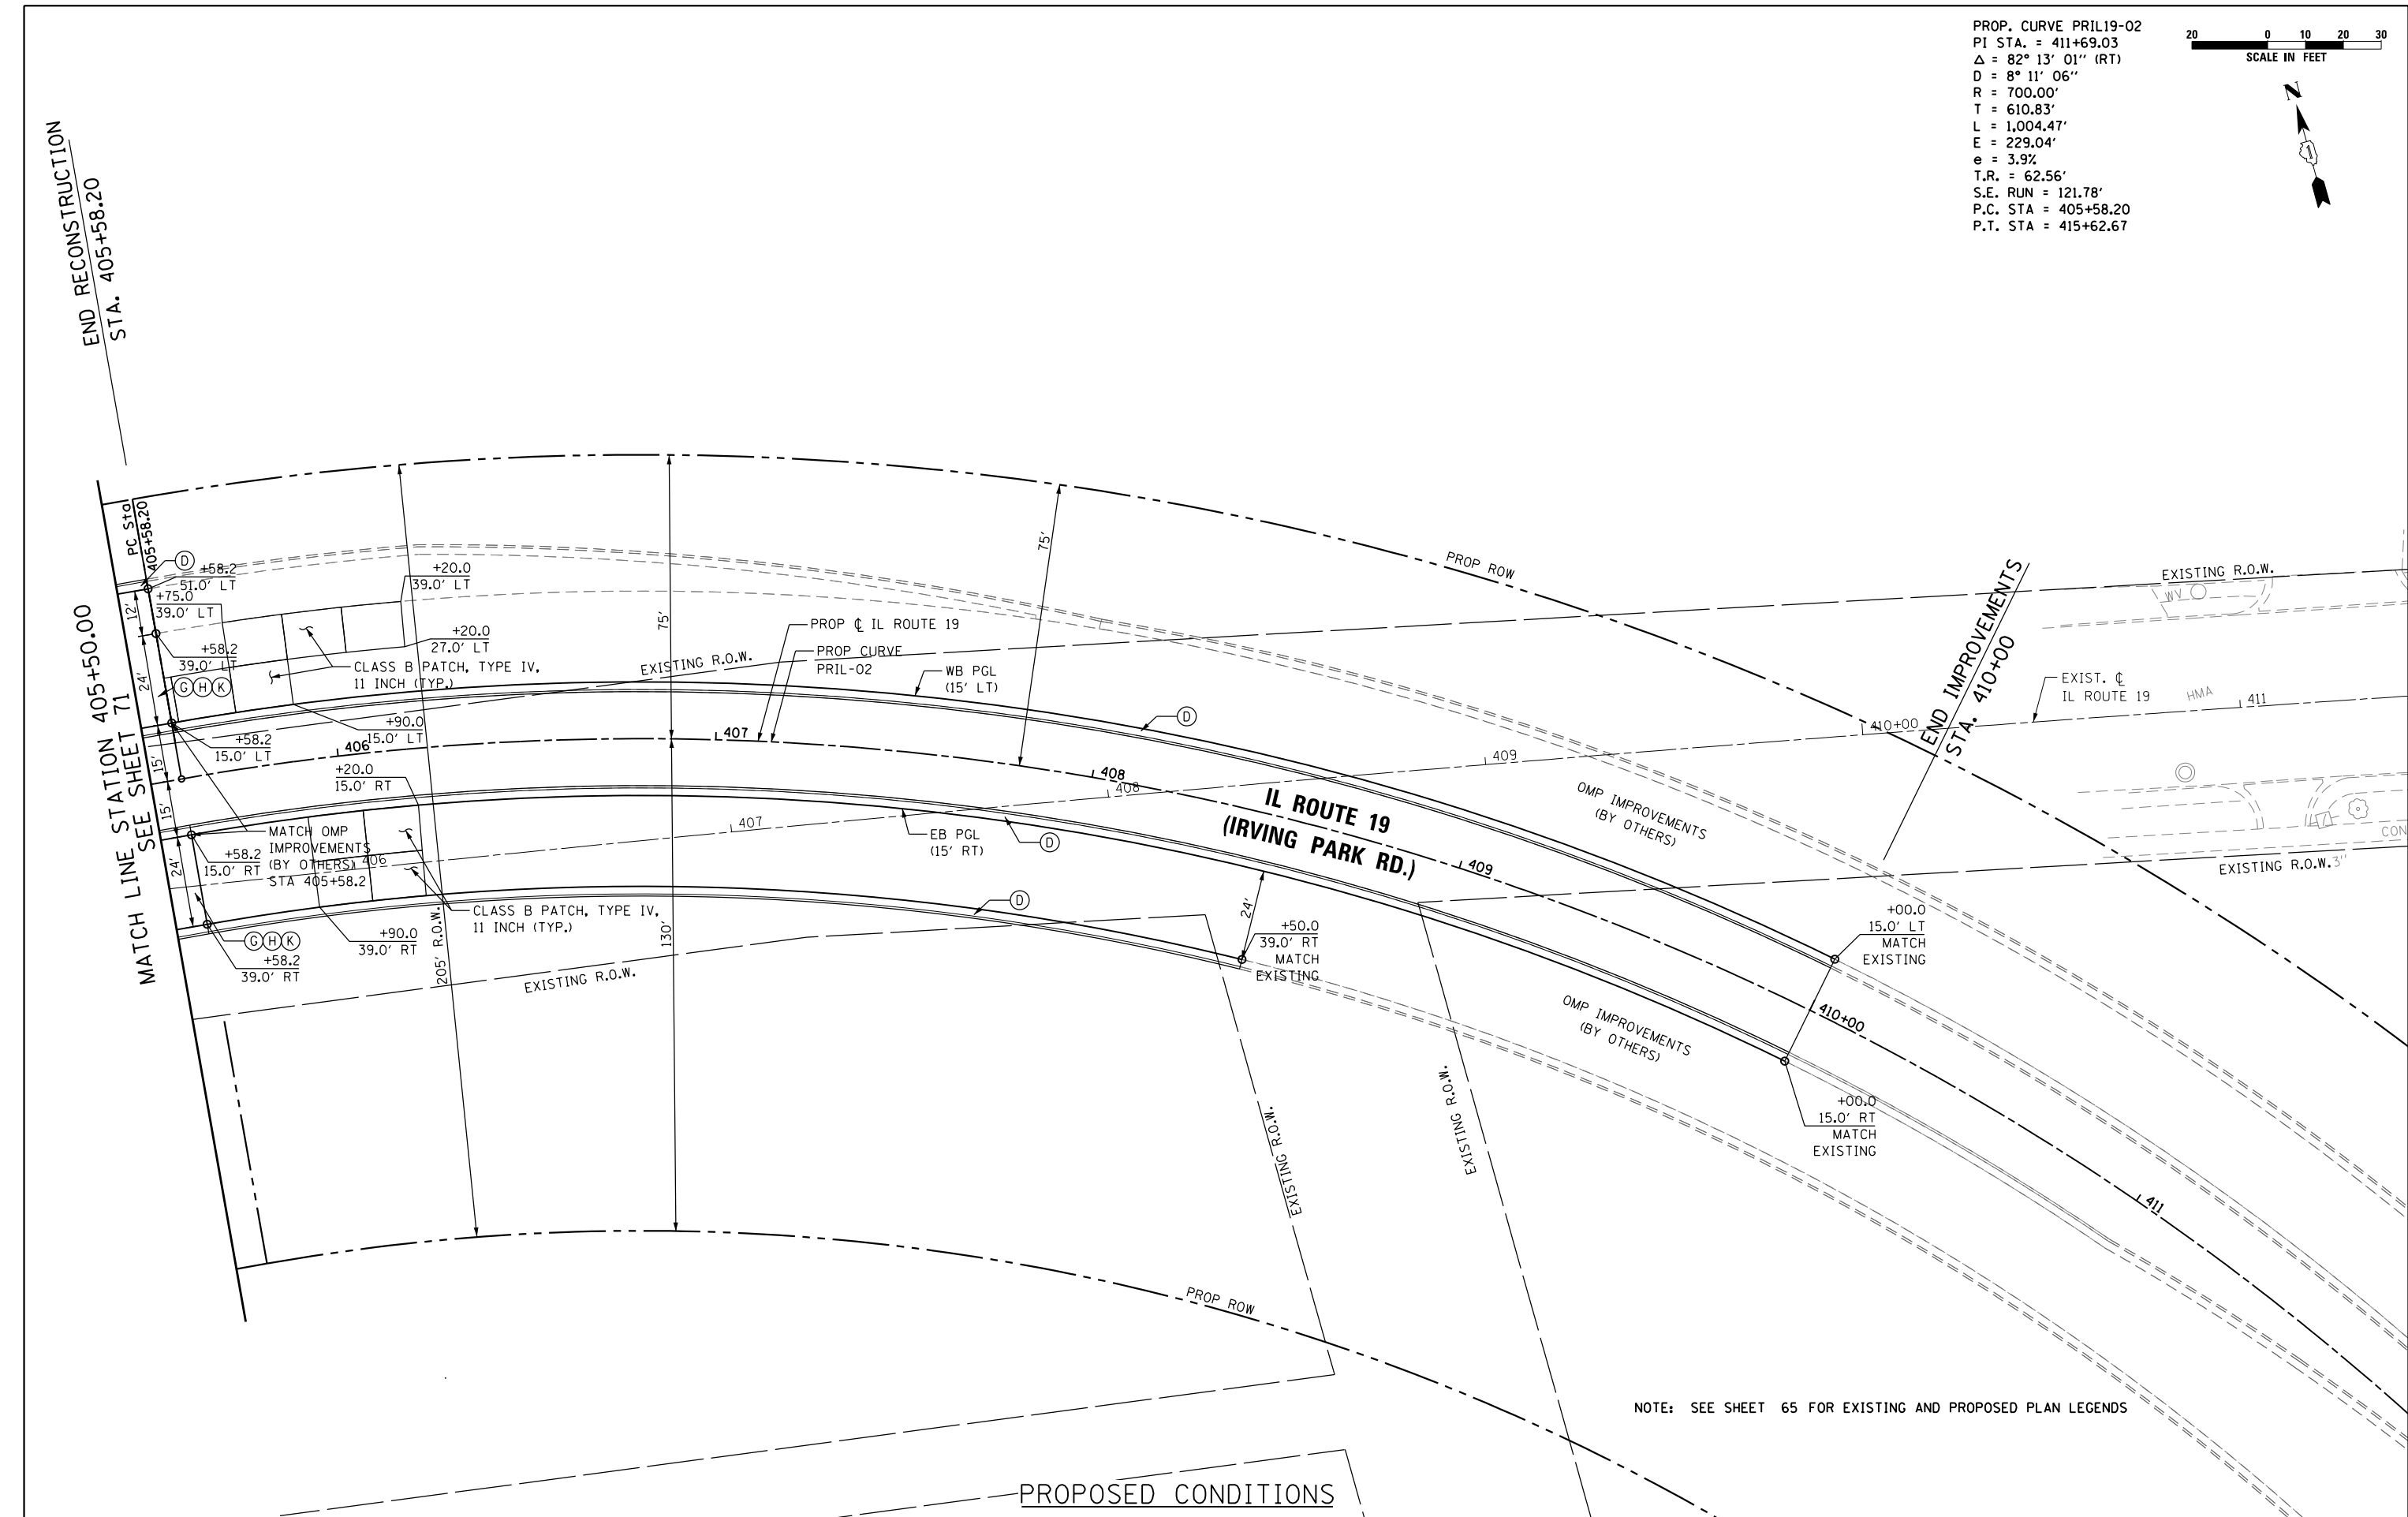 PROP. CURVE PRIL19-02
PI STA. = 411+69.03
Δ = 82° 13' 01'' (RT)
D = 8° 11' 06''
R = 700.00'
T = 610.83'
L = 1,004.47'
E = 229.04'
e = 3.9%
T.R. = 62.56'
S.E. RUN = 121.78'
P.C. STA = 405+58.20
P.T. STA = 415+62.67
20 0 10 20 30
SCALE IN FEET
N
1
END RECONSTRUCTION
STA. 405+58.20
MATCH LINE STATION 405+50.00
SEE SHEET 71
PC Sta
405+58.20
D
+58.2
51.0' LT
+75.0
39.0' LT
12'
+58.2
39.0' LT
24'
G H K
+58.2
15.0' LT
15'
15'
+58.2
15.0' RT
24'
G H K
+58.2
39.0' RT
+20.0
39.0' LT
+20.0
27.0' LT
CLASS B PATCH, TYPE IV,
11 INCH (TYP.)
+90.0
15.0' LT
406
+20.0
15.0' RT
MATCH OMP
IMPROVEMENTS
(BY OTHERS)
STA 405+58.2
406
+90.0
39.0' RT
CLASS B PATCH, TYPE IV,
11 INCH (TYP.)
205' R.O.W.
75'
130'
75'
EXISTING R.O.W.
PROP ℄ IL ROUTE 19
PROP CURVE
PRIL-02
WB PGL
(15' LT)
D
407
407
EB PGL
(15' RT)
D
D
408
408
EXISTING R.O.W.
24'
+50.0
39.0' RT
MATCH
EXISTING
IL ROUTE 19
(IRVING PARK RD.)
409
409
PROP ROW
OMP IMPROVEMENTS
(BY OTHERS)
OMP IMPROVEMENTS
(BY OTHERS)
+00.0
15.0' LT
MATCH
EXISTING
410+00
+00.0
15.0' RT
MATCH
EXISTING
END IMPROVEMENTS
STA. 410+00
410+00
EXIST. ℄
IL ROUTE 19
HMA
411
EXISTING R.O.W.
WV
CON
EXISTING R.O.W.
3''
411
EXISTING R.O.W.
EXISTING R.O.W.
PROP ROW
NOTE: SEE SHEET 65 FOR EXISTING AND PROPOSED PLAN LEGENDS
PROPOSED CONDITIONS